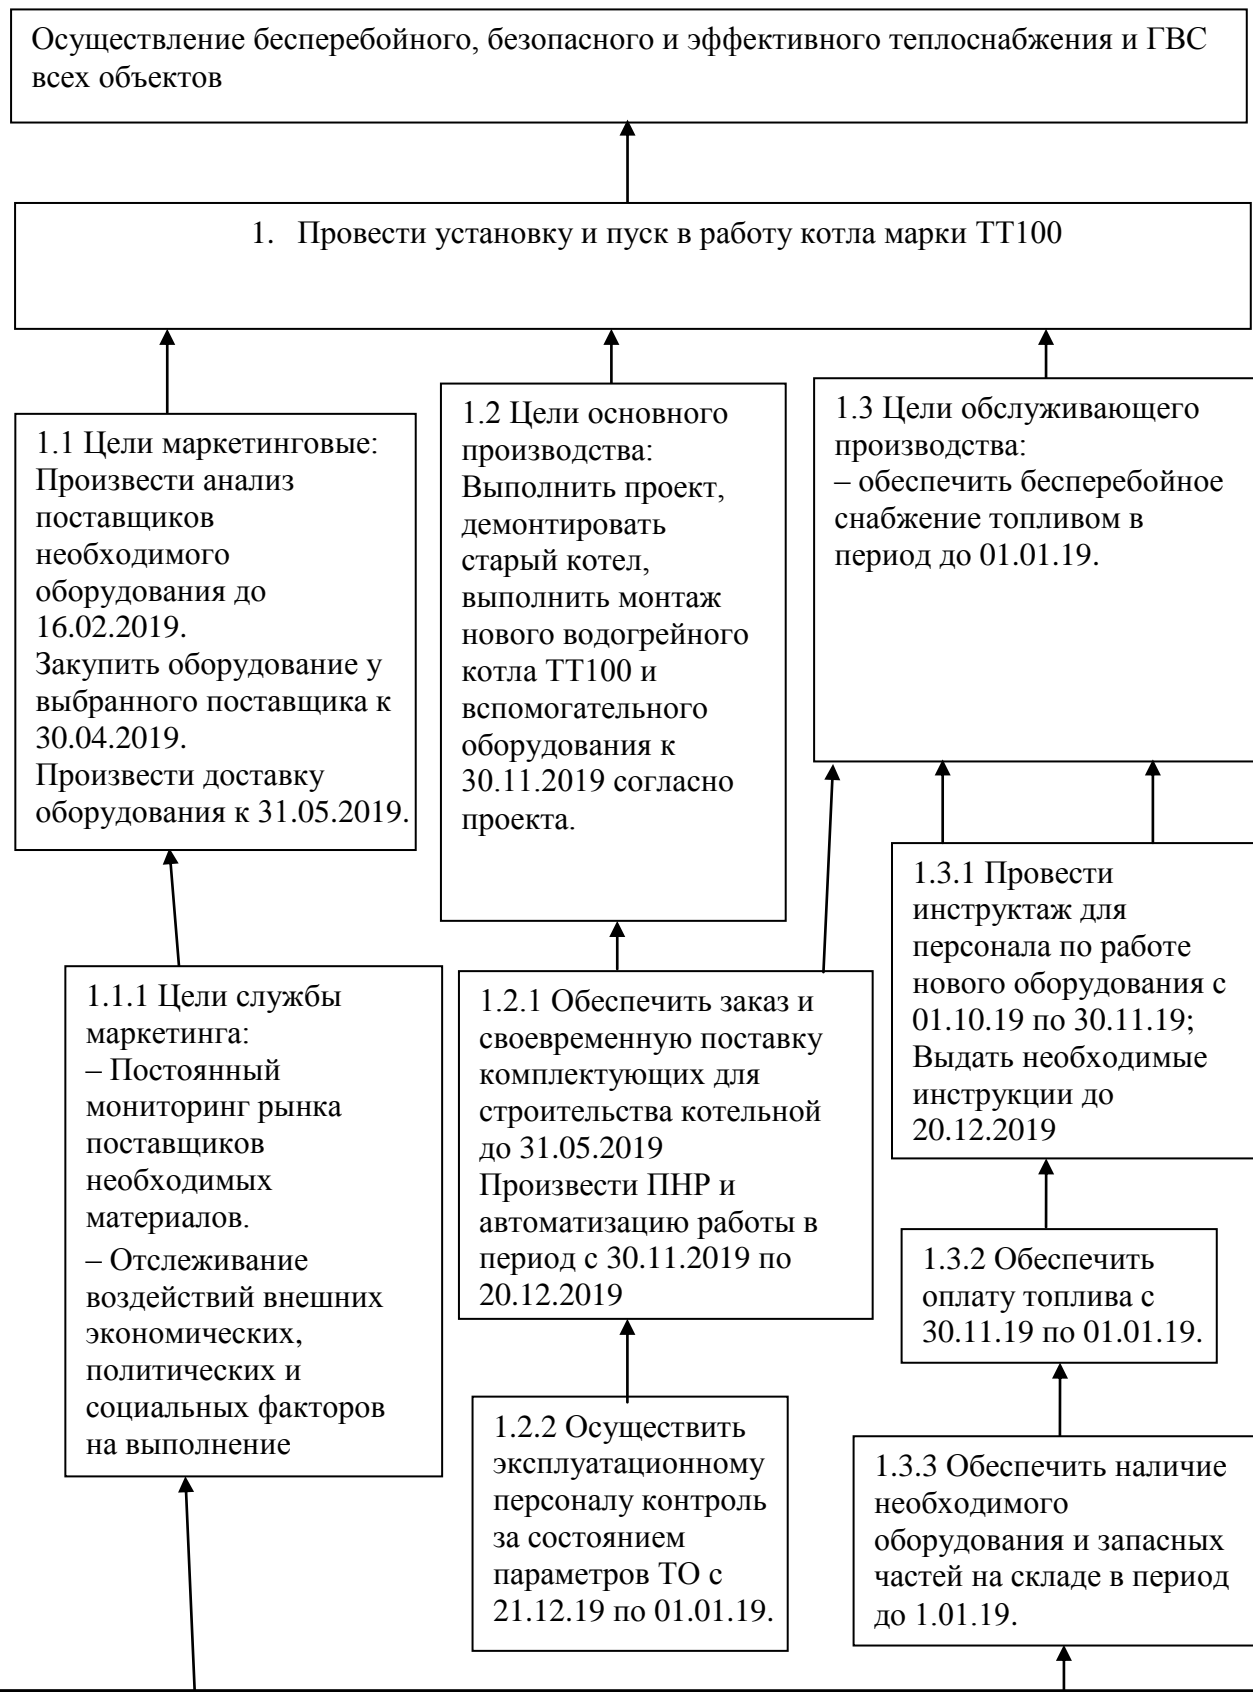 Осуществление бесперебойного, безопасного и эффективного теплоснабжения и ГВС
всех объектов
1. Провести установку и пуск в работу котла марки ТТ100
1.1 Цели маркетинговые:
Произвести анализ
поставщиков
необходимого
оборудования до
16.02.2019.
Закупить оборудование у
выбранного поставщика к
30.04.2019.
Произвести доставку
оборудования к 31.05.2019.
1.2 Цели основного
производства:
Выполнить проект,
демонтировать
старый котел,
выполнить монтаж
нового водогрейного
котла ТТ100 и
вспомогательного
оборудования к
30.11.2019 согласно
проекта.
1.3 Цели обслуживающего
производства:
– обеспечить бесперебойное
снабжение топливом в
период до 01.01.19.
1.1.1 Цели службы
маркетинга:
– Постоянный
мониторинг рынка
поставщиков
необходимых
материалов.
– Отслеживание
воздействий внешних
экономических,
политических и
социальных факторов
на выполнение
1.2.1 Обеспечить заказ и
своевременную поставку
комплектующих для
строительства котельной
до 31.05.2019
Произвести ПНР и
автоматизацию работы в
период с 30.11.2019 по
20.12.2019
1.2.2 Осуществить
эксплуатационному
персоналу контроль
за состоянием
параметров ТО с
21.12.19 по 01.01.19.
1.3.1 Провести
инструктаж для
персонала по работе
нового оборудования с
01.10.19 по 30.11.19;
Выдать необходимые
инструкции до
20.12.2019
1.3.2 Обеспечить
оплату топлива с
30.11.19 по 01.01.19.
1.3.3 Обеспечить наличие
необходимого
оборудования и запасных
частей на складе в период
до 1.01.19.